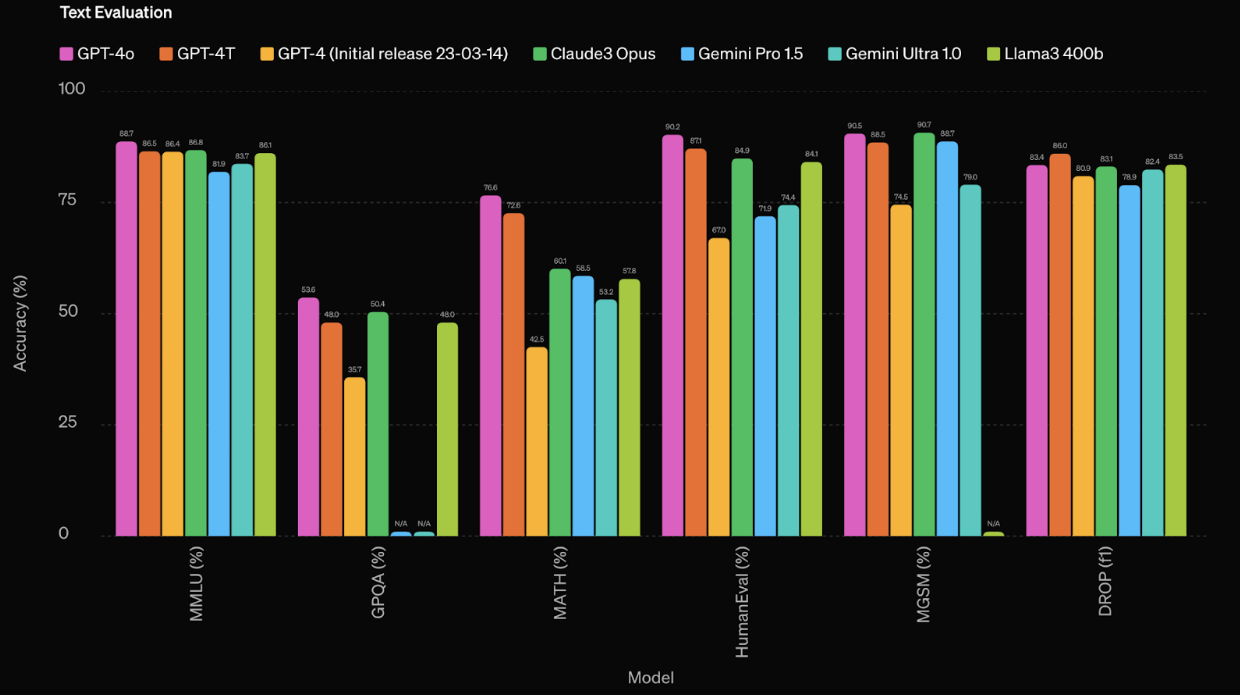 Text Evaluation
GPT-4o GPT-4T GPT-4 (Initial release 23-03-14) Claude3 Opus Gemini Pro 1.5 Gemini Ultra 1.0 Llama3 400b
100
75
50
25
0
Accuracy (%)
88.7 86.5 86.4 86.8 81.9 83.7 86.1
53.6 48.0 35.7 50.4 N/A N/A 48.0
76.6 72.6 42.5 60.1 58.5 53.2 57.8
90.2 87.1 67.0 84.9 71.9 74.4 84.1
90.5 88.5 74.5 90.7 88.7 79.0 N/A
83.4 86.0 80.9 83.1 78.9 82.4 83.5
MMLU (%)
GPQA (%)
MATH (%)
HumanEval (%)
MGSM (%)
DROP (f1)
Model